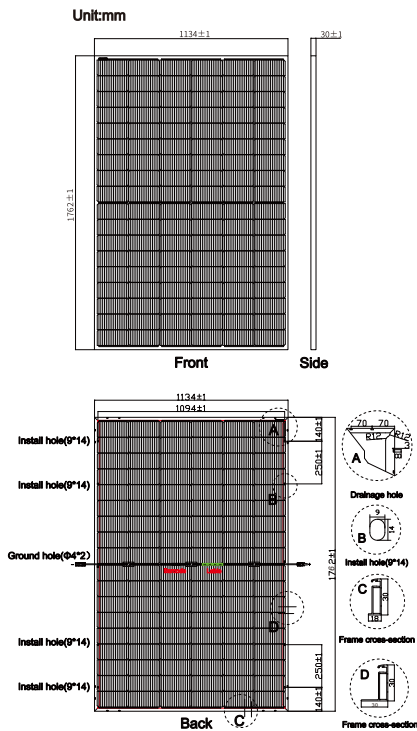 Unit:mm
1134±1
30±1
1762±1
Front
Side
1134±1
1094±1
Install hole(9*14)
Install hole(9*14)
Ground hole(Φ4*2)
Install hole(9*14)
Install hole(9*14)
A
B
D
C
140±1
250±1
1762±1
250±1
140±1
Back
70 70
R12
A
Drainage hole
9
14
B
Install hole(9*14)
C
30
18
Frame cross-section
D
30
30
Frame cross-section